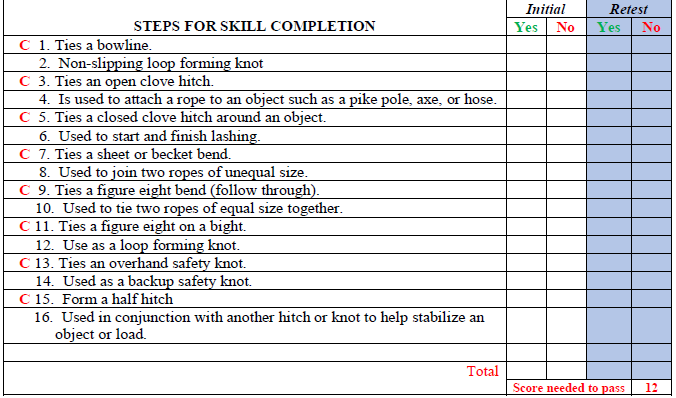 Initial Retest
STEPS FOR SKILL COMPLETION Yes No Yes No
C 1. Ties a bowline.
2. Non-slipping loop forming knot
C 3. Ties an open clove hitch.
4. Is used to attach a rope to an object such as a pike pole, axe, or hose.
C 5. Ties a closed clove hitch around an object.
6. Used to start and finish lashing.
C 7. Ties a sheet or becket bend.
8. Used to join two ropes of unequal size.
C 9. Ties a figure eight bend (follow through).
10. Used to tie two ropes of equal size together.
C 11. Ties a figure eight on a bight.
12. Use as a loop forming knot.
C 13. Ties an overhand safety knot.
14. Used as a backup safety knot.
C 15. Form a half hitch
16. Used in conjunction with another hitch or knot to help stabilize an
object or load.
Total
Score needed to pass 12